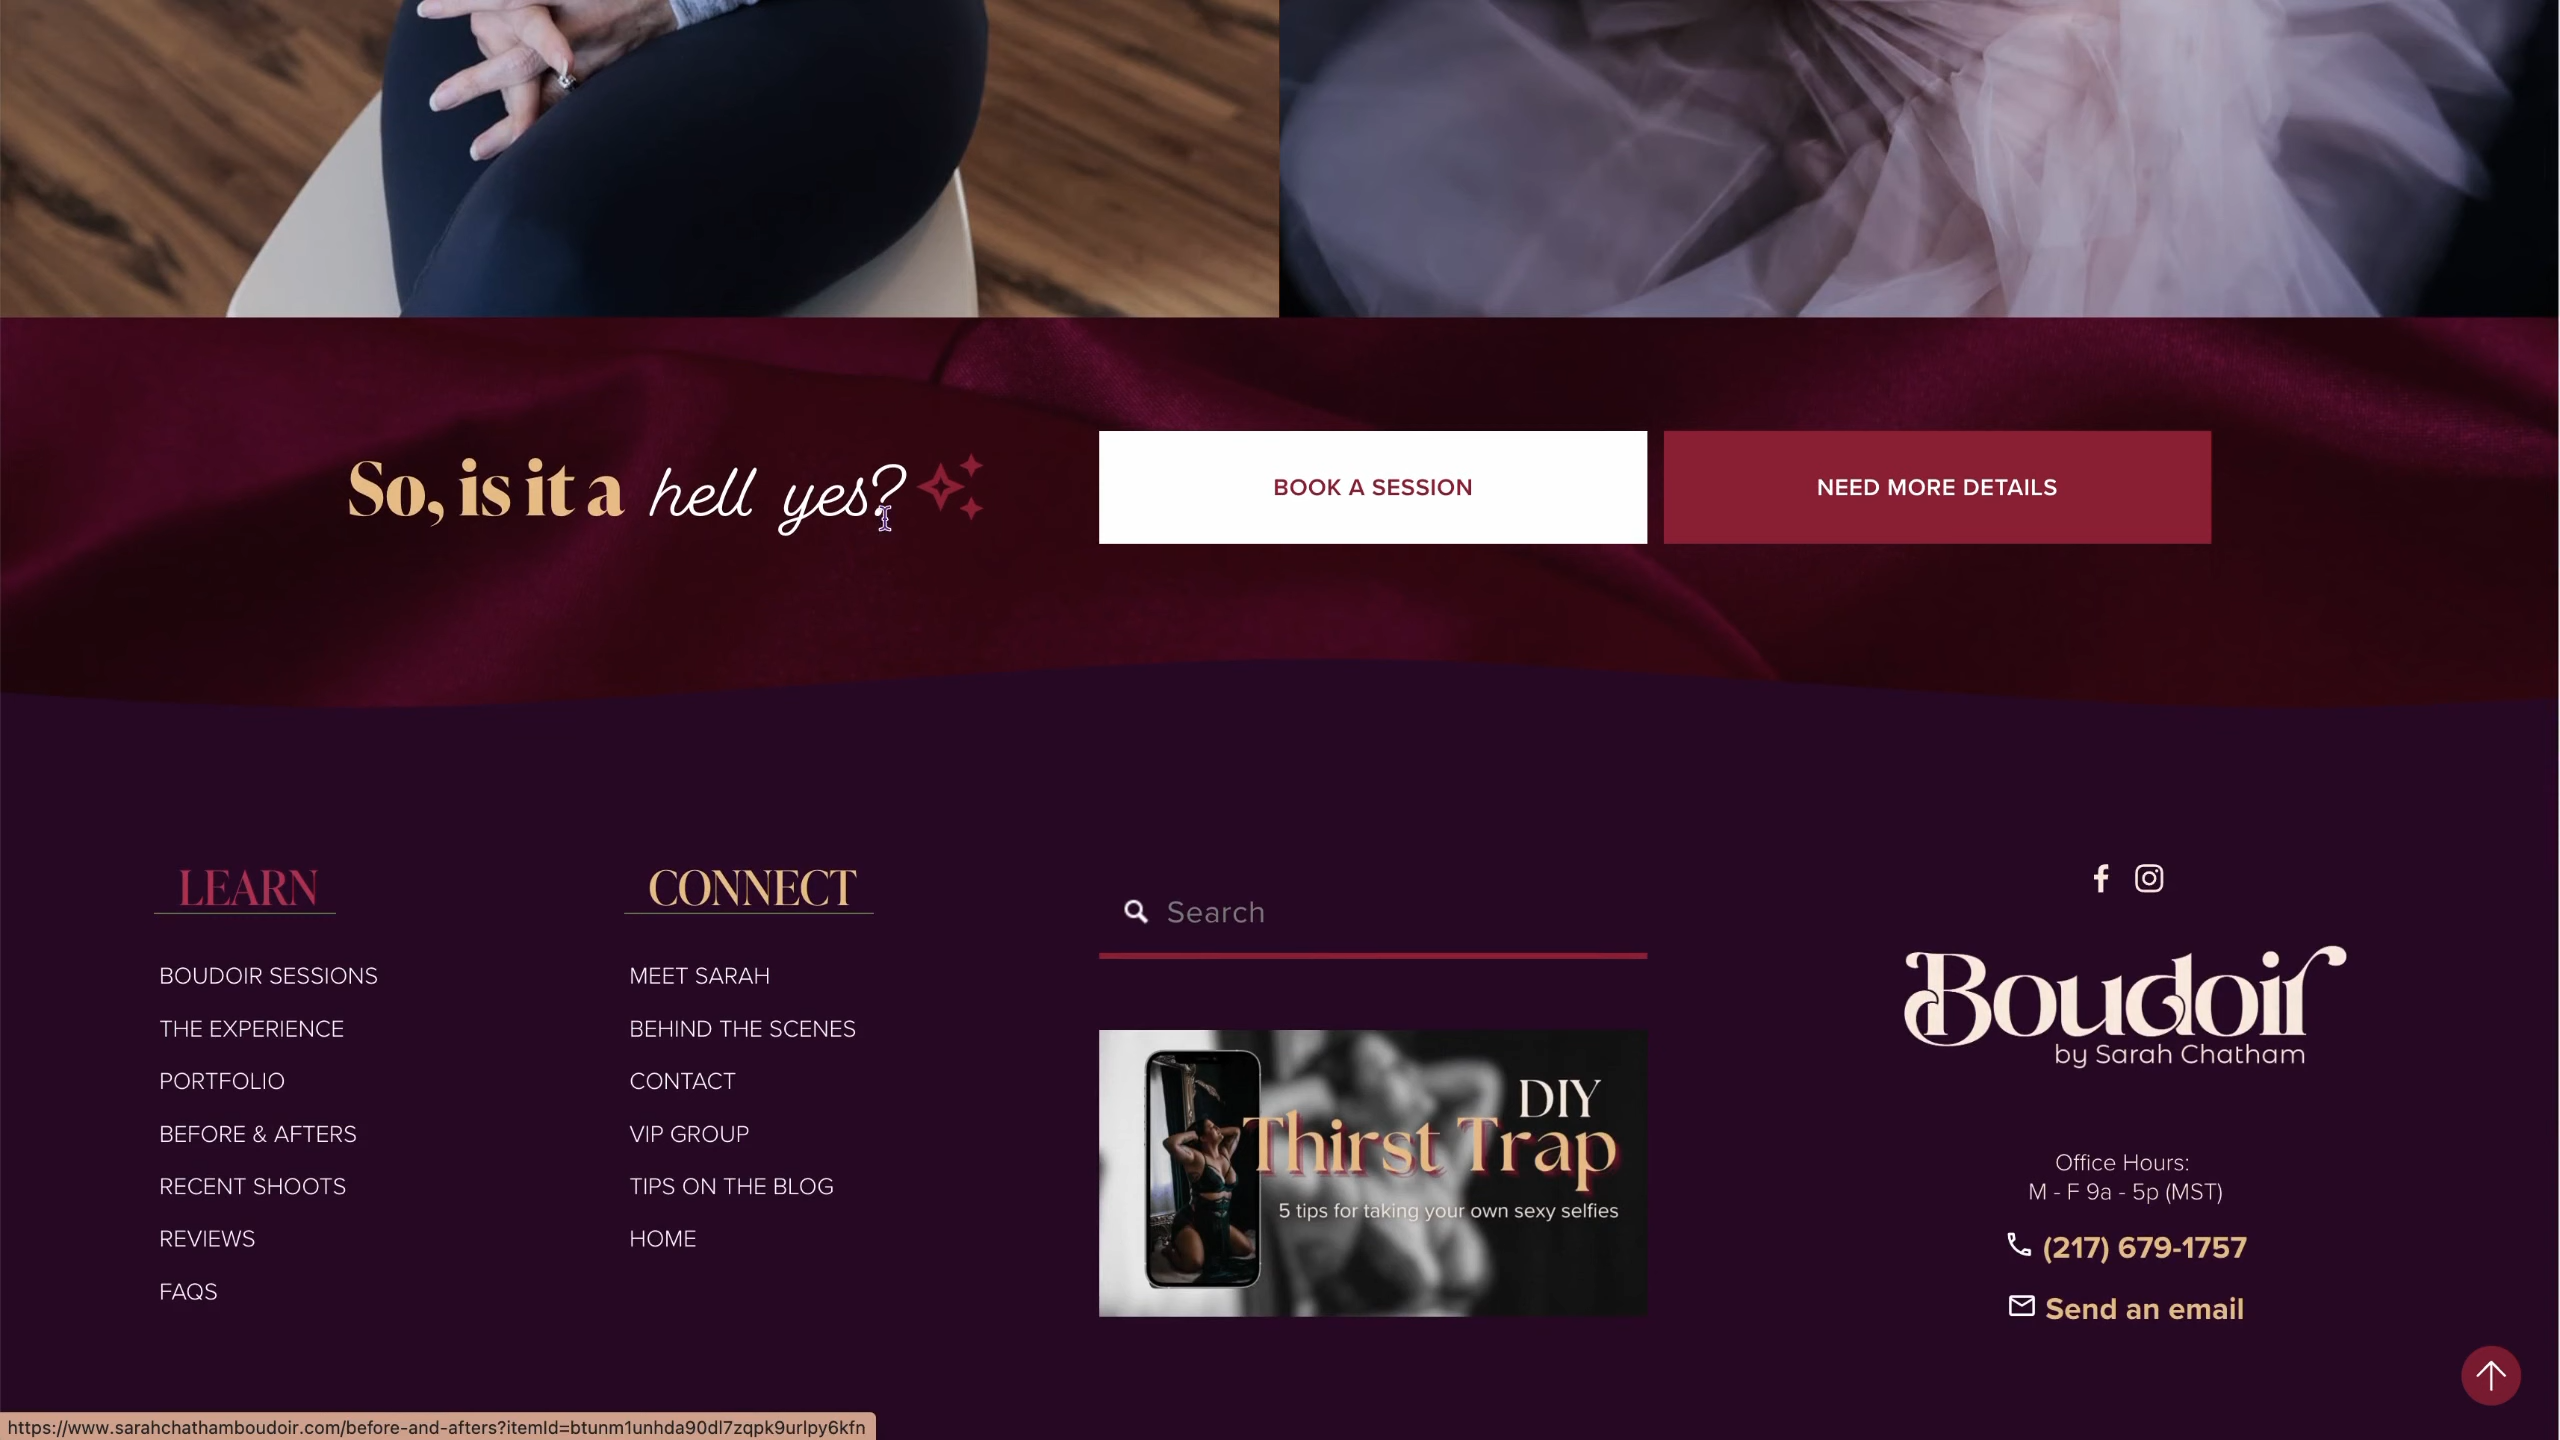 So, is it a hell yes?
BOOK A SESSION
NEED MORE DETAILS
LEARN
BOUDOIR SESSIONS
THE EXPERIENCE
PORTFOLIO
BEFORE & AFTERS
RECENT SHOOTS
REVIEWS
FAQS
CONNECT
MEET SARAH
BEHIND THE SCENES
CONTACT
VIP GROUP
TIPS ON THE BLOG
HOME
Search
DIY
Thirst Trap
5 tips for taking your own sexy selfies
Boudoir
by Sarah Chatham
Office Hours:
M - F 9a - 5p (MST)
(217) 679-1757
Send an email
https://www.sarahchathamboudoir.com/before-and-afters?itemId=btunm1unhda90dl7zqpk9urlpy6kfn